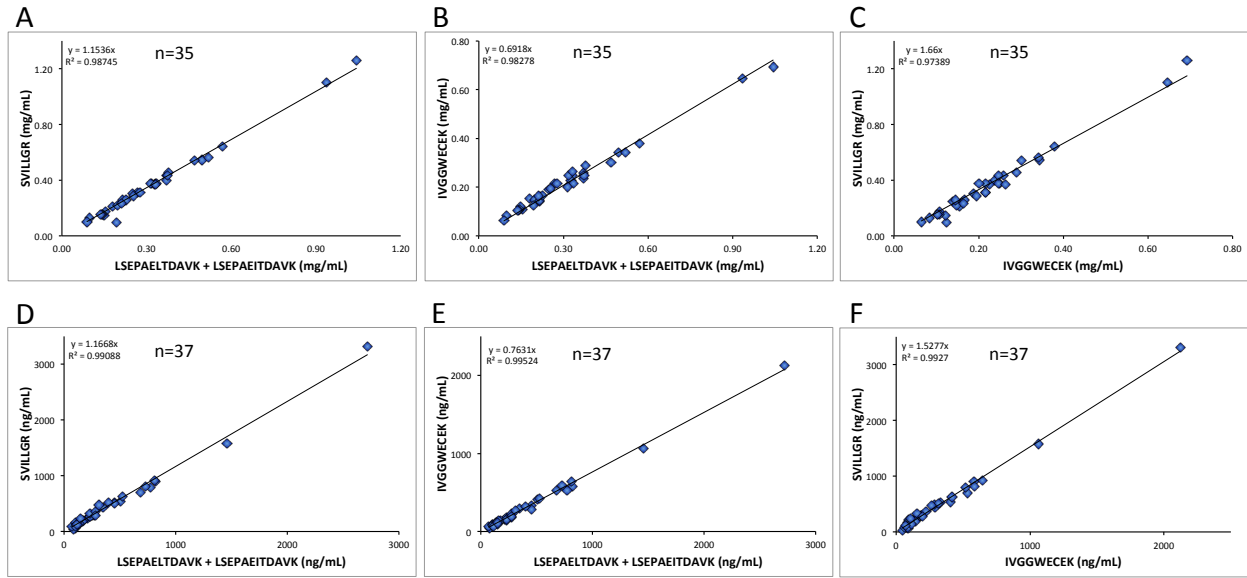 A
y = 1.1536x
R² = 0.98745
n=35
SVILLGR (mg/mL)
1.20
0.80
0.40
0.00
0.00 0.30 0.60 0.90 1.20
LSEPAELTDAVK + LSEPAEITDAVK (mg/mL)
B
y = 0.6918x
R² = 0.98278
n=35
IVGGWECEK (mg/mL)
0.80
0.60
0.40
0.20
0.00
0.00 0.30 0.60 0.90 1.20
LSEPAELTDAVK + LSEPAEITDAVK (mg/mL)
C
y = 1.66x
R² = 0.97389
n=35
SVILLGR (mg/mL)
1.20
0.80
0.40
0.00
0.00 0.20 0.40 0.60 0.80
IVGGWECEK (mg/mL)
D
y = 1.1668x
R² = 0.99088
n=37
SVILLGR (ng/mL)
3000
2000
1000
0
0 1000 2000 3000
LSEPAELTDAVK + LSEPAEITDAVK (ng/mL)
E
y = 0.7631x
R² = 0.99524
n=37
IVGGWECEK (ng/mL)
2000
1000
0
0 1000 2000 3000
LSEPAELTDAVK + LSEPAEITDAVK (ng/mL)
F
y = 1.5277x
R² = 0.9927
n=37
SVILLGR (ng/mL)
3000
2000
1000
0
0 1000 2000
IVGGWECEK (ng/mL)